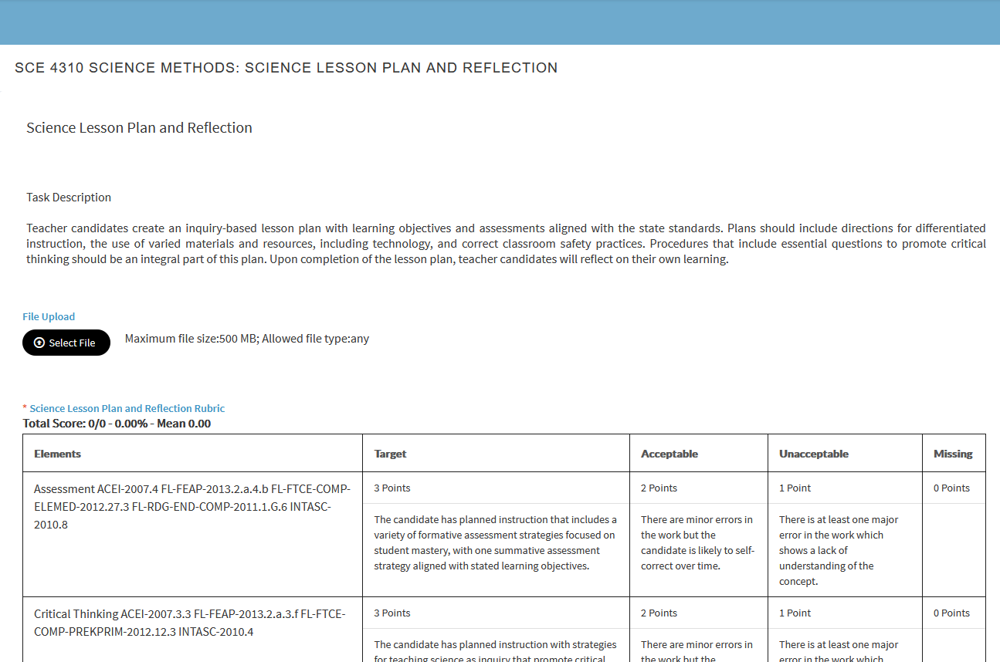 SCE 4310 SCIENCE METHODS: SCIENCE LESSON PLAN AND REFLECTION
Science Lesson Plan and Reflection
Task Description
Teacher candidates create an inquiry-based lesson plan with learning objectives and assessments aligned with the state standards. Plans should include directions for differentiated
instruction, the use of varied materials and resources, including technology, and correct classroom safety practices. Procedures that include essential questions to promote critical
thinking should be an integral part of this plan. Upon completion of the lesson plan, teacher candidates will reflect on their own learning.
File Upload
Select File
Maximum file size:500 MB; Allowed file type:any
* Science Lesson Plan and Reflection Rubric
Total Score: 0/0 - 0.00% - Mean 0.00
Elements
Target
Acceptable
Unacceptable
Missing
Assessment ACEI-2007.4 FL-FEAP-2013.2.a.4.b FL-FTCE-COMP-
ELEMED-2012.27.3 FL-RDG-END-COMP-2011.1.G.6 INTASC-
2010.8
3 Points
The candidate has planned instruction that includes a
variety of formative assessment strategies focused on
student mastery, with one summative assessment
strategy aligned with stated learning objectives.
2 Points
There are minor errors in
the work but the
candidate is likely to self-
correct over time.
1 Point
There is at least one major
error in the work which
shows a lack of
understanding of the
concept.
0 Points
Critical Thinking ACEI-2007.3.3 FL-FEAP-2013.2.a.3.f FL-FTCE-
COMP-PREKPRIM-2012.12.3 INTASC-2010.4
3 Points
The candidate has planned instruction with strategies
for teaching science as inquiry that promote critical
2 Points
There are minor errors in
the work but the
1 Point
There is at least one major
error in the work which
0 Points